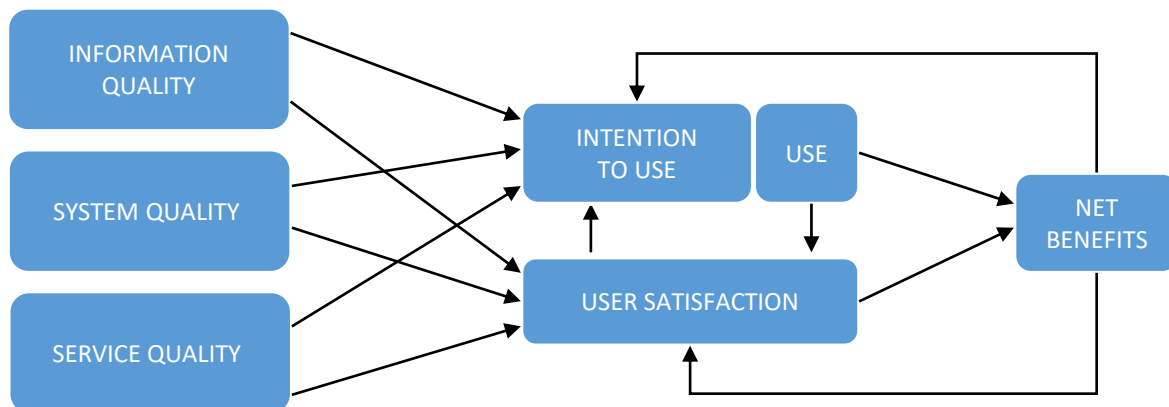 INFORMATION
QUALITY
SYSTEM QUALITY
SERVICE QUALITY
INTENTION
TO USE
USE
USER SATISFACTION
NET
BENEFITS